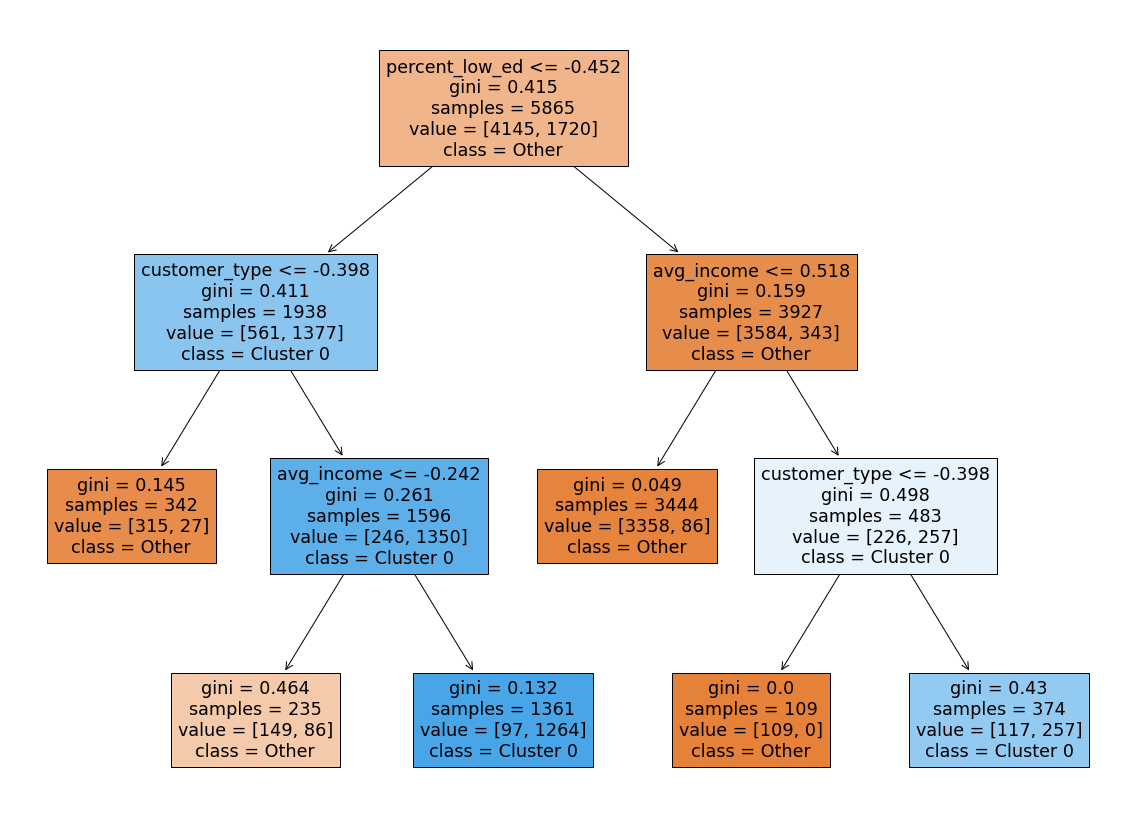 percent_low_ed <= -0.452
gini = 0.415
samples = 5865
value = [4145, 1720]
class = Other
customer_type <= -0.398
gini = 0.411
samples = 1938
value = [561, 1377]
class = Cluster 0
avg_income <= 0.518
gini = 0.159
samples = 3927
value = [3584, 343]
class = Other
gini = 0.145
samples = 342
value = [315, 27]
class = Other
avg_income <= -0.242
gini = 0.261
samples = 1596
value = [246, 1350]
class = Cluster 0
gini = 0.049
samples = 3444
value = [3358, 86]
class = Other
customer_type <= -0.398
gini = 0.498
samples = 483
value = [226, 257]
class = Cluster 0
gini = 0.464
samples = 235
value = [149, 86]
class = Other
gini = 0.132
samples = 1361
value = [97, 1264]
class = Cluster 0
gini = 0.0
samples = 109
value = [109, 0]
class = Other
gini = 0.43
samples = 374
value = [117, 257]
class = Cluster 0